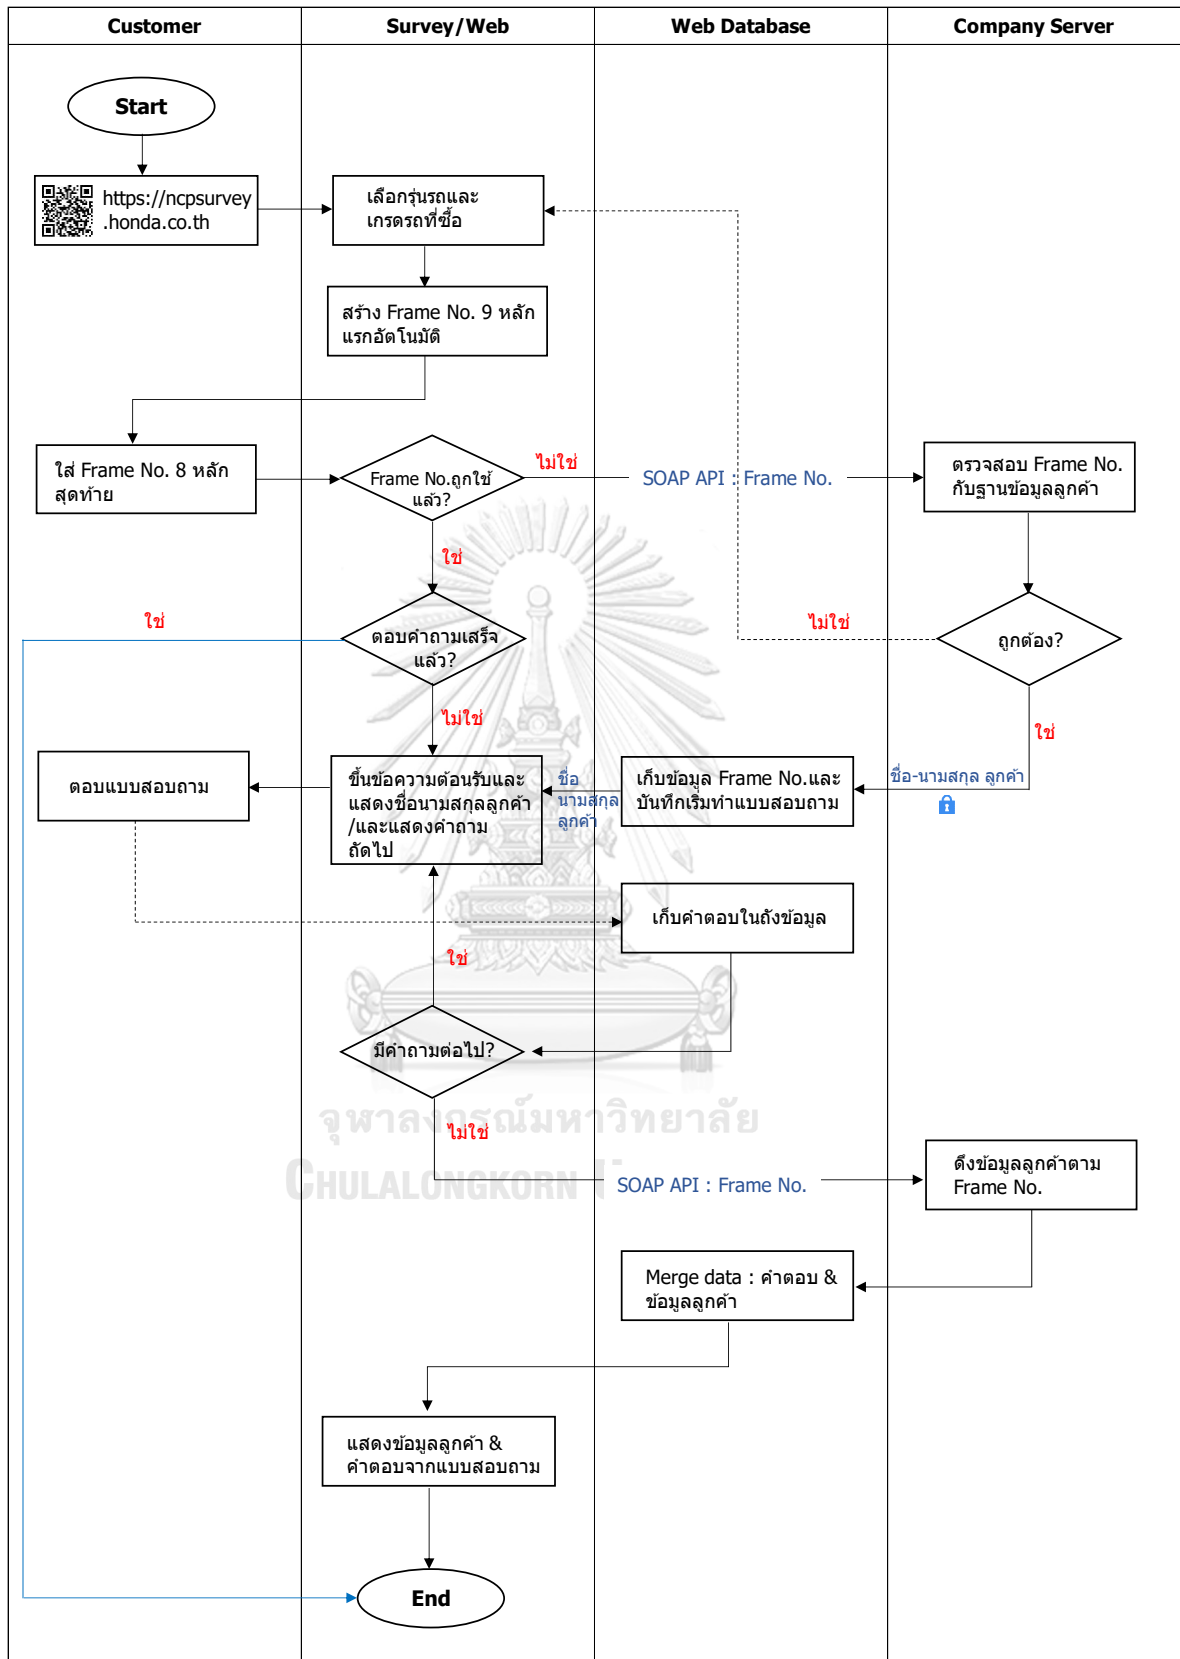 Customer
Survey/Web
Web Database
Company Server
Start
https://ncpsurvey
.honda.co.th
เลือกรุ่นรถและ
เกรดรถที่ซื้อ
สร้าง Frame No. 9 หลัก
แรกอัตโนมัติ
ใส่ Frame No. 8 หลัก
สุดท้าย
Frame No.ถูกใช้
แล้ว?
ไม่ใช่
SOAP API : Frame No.
ตรวจสอบ Frame No.
กับฐานข้อมูลลูกค้า
ใช่
ใช่
ตอบคำถามเสร็จ
แล้ว?
ไม่ใช่
ถูกต้อง?
ไม่ใช่
ใช่
ตอบแบบสอบถาม
ขึ้นข้อความต้อนรับและ
แสดงชื่อนามสกุลลูกค้า
/และแสดงคำถาม
ถัดไป
ชื่อ
นามสกุล
ลูกค้า
เก็บข้อมูล Frame No.และ
บันทึกเริ่มทำแบบสอบถาม
ชื่อ-นามสกุล ลูกค้า
เก็บคำตอบในถังข้อมูล
ใช่
มีคำถามต่อไป?
จุฬาลงกรณ์มหาวิทยาลัย
ไม่ใช่
CHULALONGKORN
SOAP API : Frame No.
ดึงข้อมูลลูกค้าตาม
Frame No.
Merge data : คำตอบ &
ข้อมูลลูกค้า
แสดงข้อมูลลูกค้า &
คำตอบจากแบบสอบถาม
End